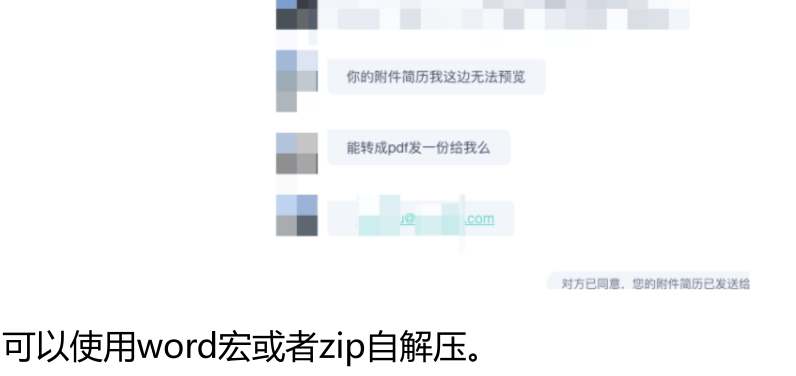 你的附件简历我这边无法预览
能转成pdf发一份给我么
u@ .com
对方已同意，您的附件简历已发送给
可以使用word宏或者zip自解压。